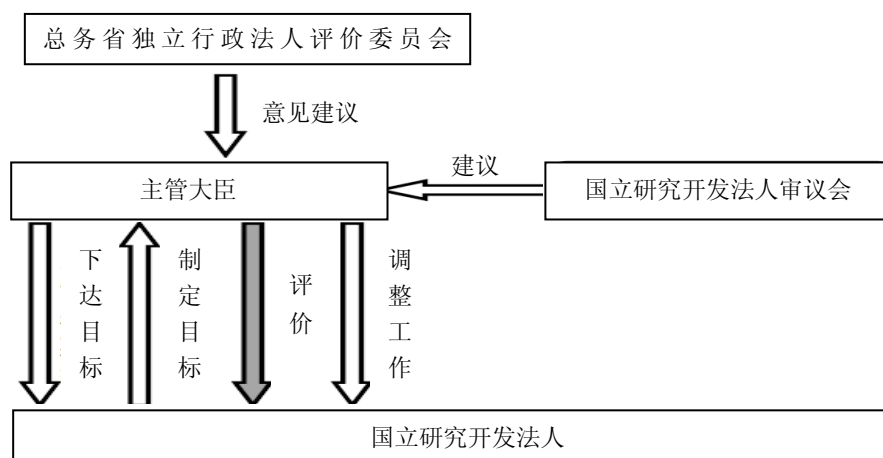 总务省独立行政法人评价委员会
意见建议
主管大臣
建议
国立研究开发法人审议会
下达目标
制定目标
评价
调整工作
国立研究开发法人